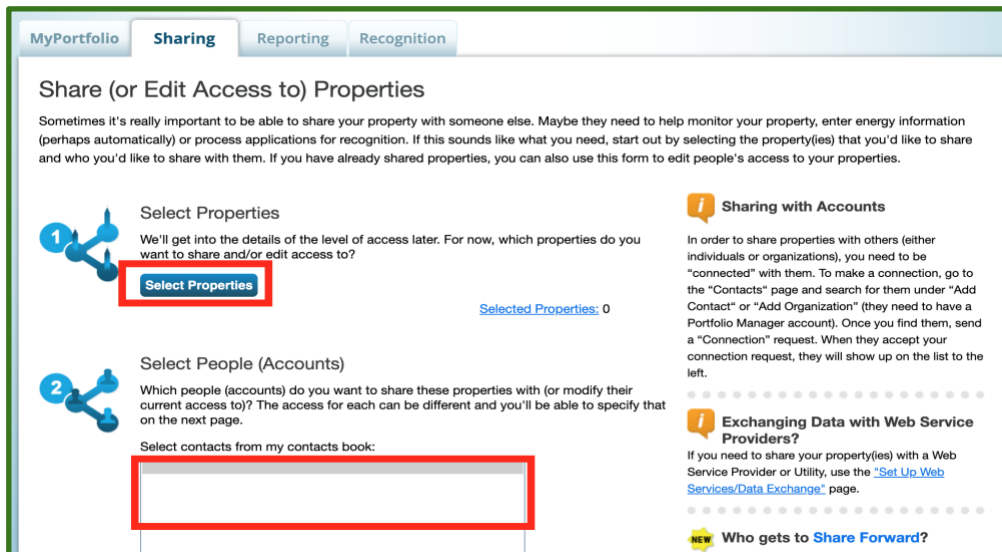 MyPortfolio
Sharing
Reporting
Recognition
Share (or Edit Access to) Properties
Sometimes it's really important to be able to share your property with someone else. Maybe they need to help monitor your property, enter energy information
(perhaps automatically) or process applications for recognition. If this sounds like what you need, start out by selecting the property(ies) that you'd like to share
and who you'd like to share with them. If you have already shared properties, you can also use this form to edit people's access to your properties.
1
Select Properties
We'll get into the details of the level of access later. For now, which properties do you
want to share and/or edit access to?
Select Properties
Selected Properties: 0
2
Select People (Accounts)
Which people (accounts) do you want to share these properties with (or modify their
current access to)? The access for each can be different and you'll be able to specify that
on the next page.
Select contacts from my contacts book:
i
Sharing with Accounts
In order to share properties with others (either
individuals or organizations), you need to be
“connected” with them. To make a connection, go to
the “Contacts“ page and search for them under “Add
Contact“ or “Add Organization” (they need to have a
Portfolio Manager account). Once you find them, send
a “Connection” request. When they accept your
connection request, they will show up on the list to the
left.
i
Exchanging Data with Web Service
Providers?
If you need to share your property(ies) with a Web
Service Provider or Utility, use the "Set Up Web
Services/Data Exchange" page.
NEW
Who gets to Share Forward?